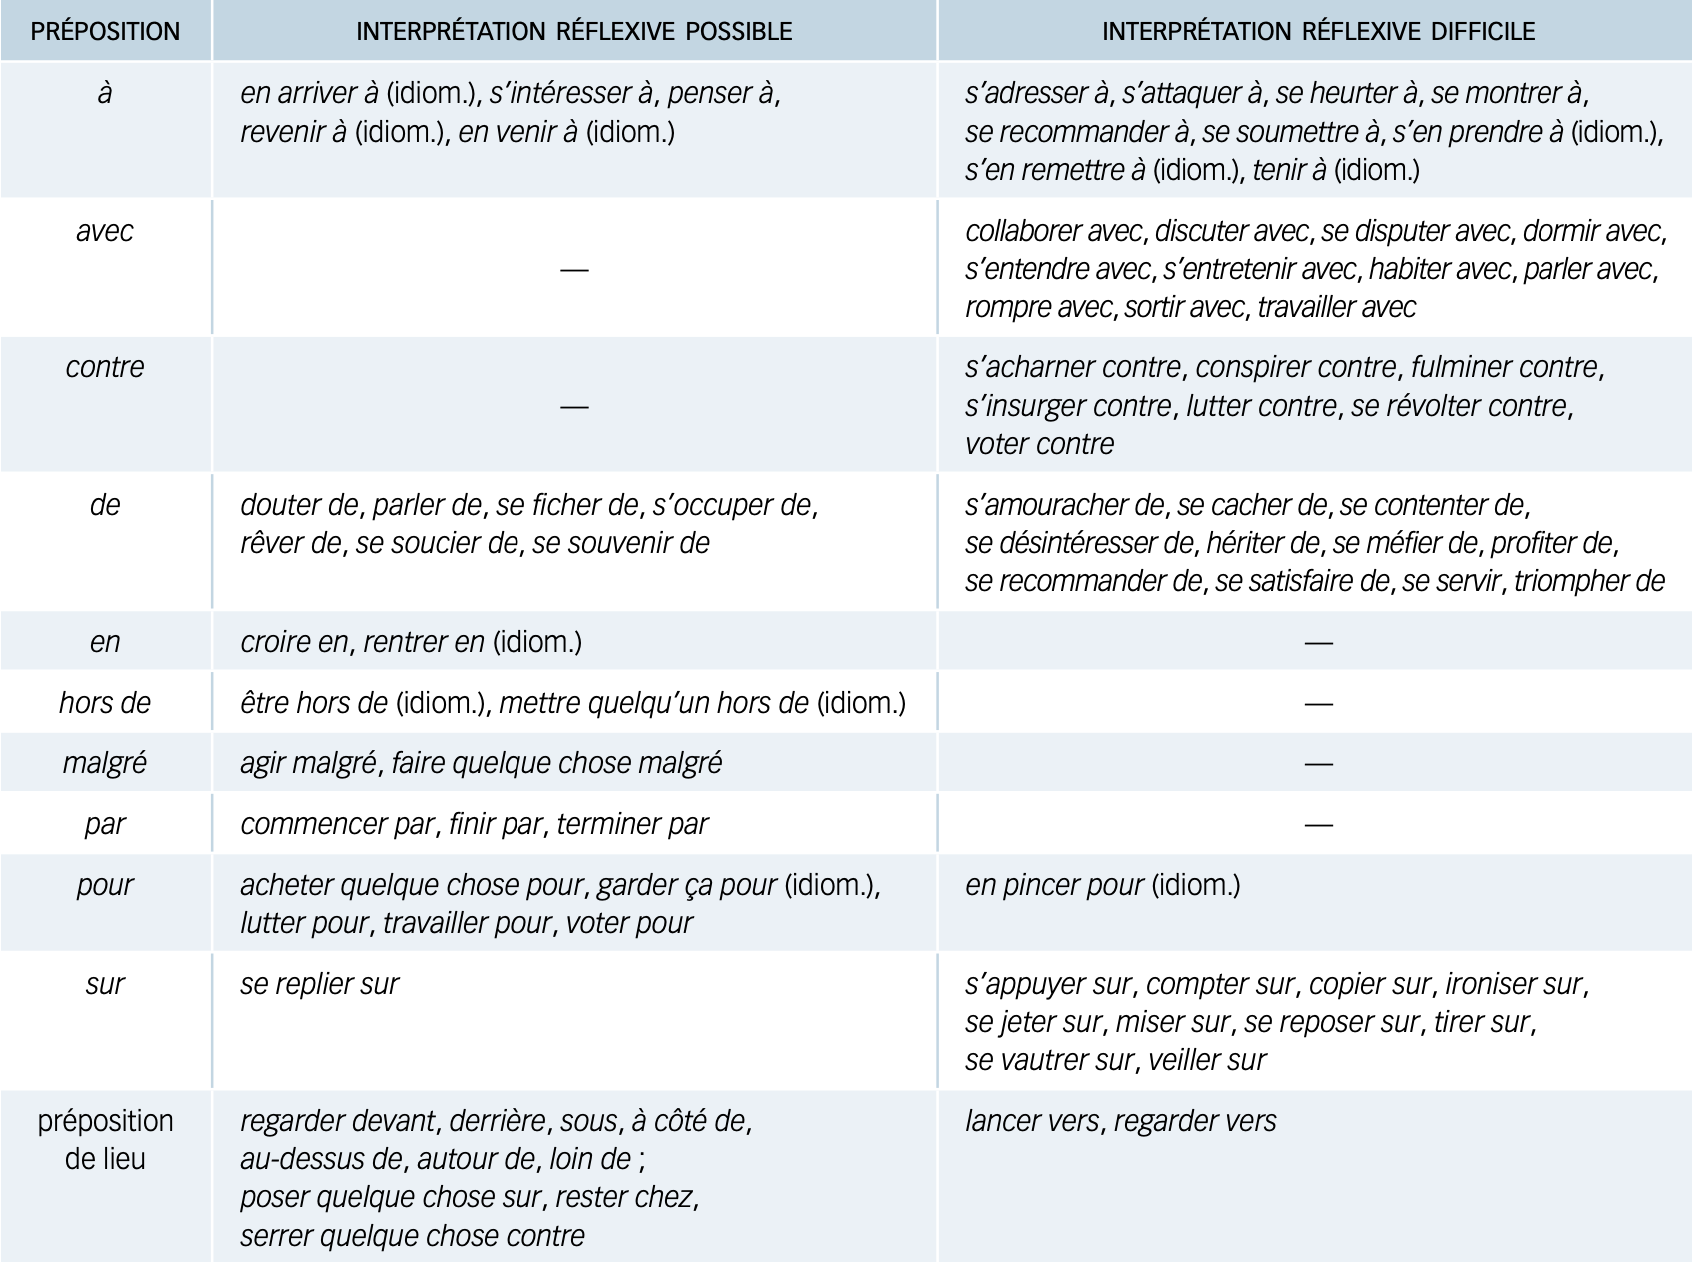 PRÉPOSITION INTERPRÉTATION RÉFLEXIVE POSSIBLE INTERPRÉTATION RÉFLEXIVE DIFFICILE
à
en arriver à (idiom.), s’intéresser à, penser à,
revenir à (idiom.), en venir à (idiom.)
s’adresser à, s’attaquer à, se heurter à, se montrer à,
se recommander à, se soumettre à, s’en prendre à (idiom.),
s’en remettre à (idiom.), tenir à (idiom.)
avec
—
collaborer avec, discuter avec, se disputer avec, dormir avec,
s’entendre avec, s’entretenir avec, habiter avec, parler avec,
rompre avec, sortir avec, travailler avec
contre
—
s’acharner contre, conspirer contre, fulminer contre,
s’insurger contre, lutter contre, se révolter contre,
voter contre
de
douter de, parler de, se ficher de, s’occuper de,
rêver de, se soucier de, se souvenir de
s’amouracher de, se cacher de, se contenter de,
se désintéresser de, hériter de, se méfier de, profiter de,
se recommander de, se satisfaire de, se servir, triompher de
en
croire en, rentrer en (idiom.)
—
hors de
être hors de (idiom.), mettre quelqu’un hors de (idiom.)
—
malgré
agir malgré, faire quelque chose malgré
—
par
commencer par, finir par, terminer par
—
pour
acheter quelque chose pour, garder ça pour (idiom.),
lutter pour, travailler pour, voter pour
en pincer pour (idiom.)
sur
se replier sur
s’appuyer sur, compter sur, copier sur, ironiser sur,
se jeter sur, miser sur, se reposer sur, tirer sur,
se vautrer sur, veiller sur
préposition
de lieu
regarder devant, derrière, sous, à côté de,
au-dessus de, autour de, loin de ;
poser quelque chose sur, rester chez,
serrer quelque chose contre
lancer vers, regarder vers